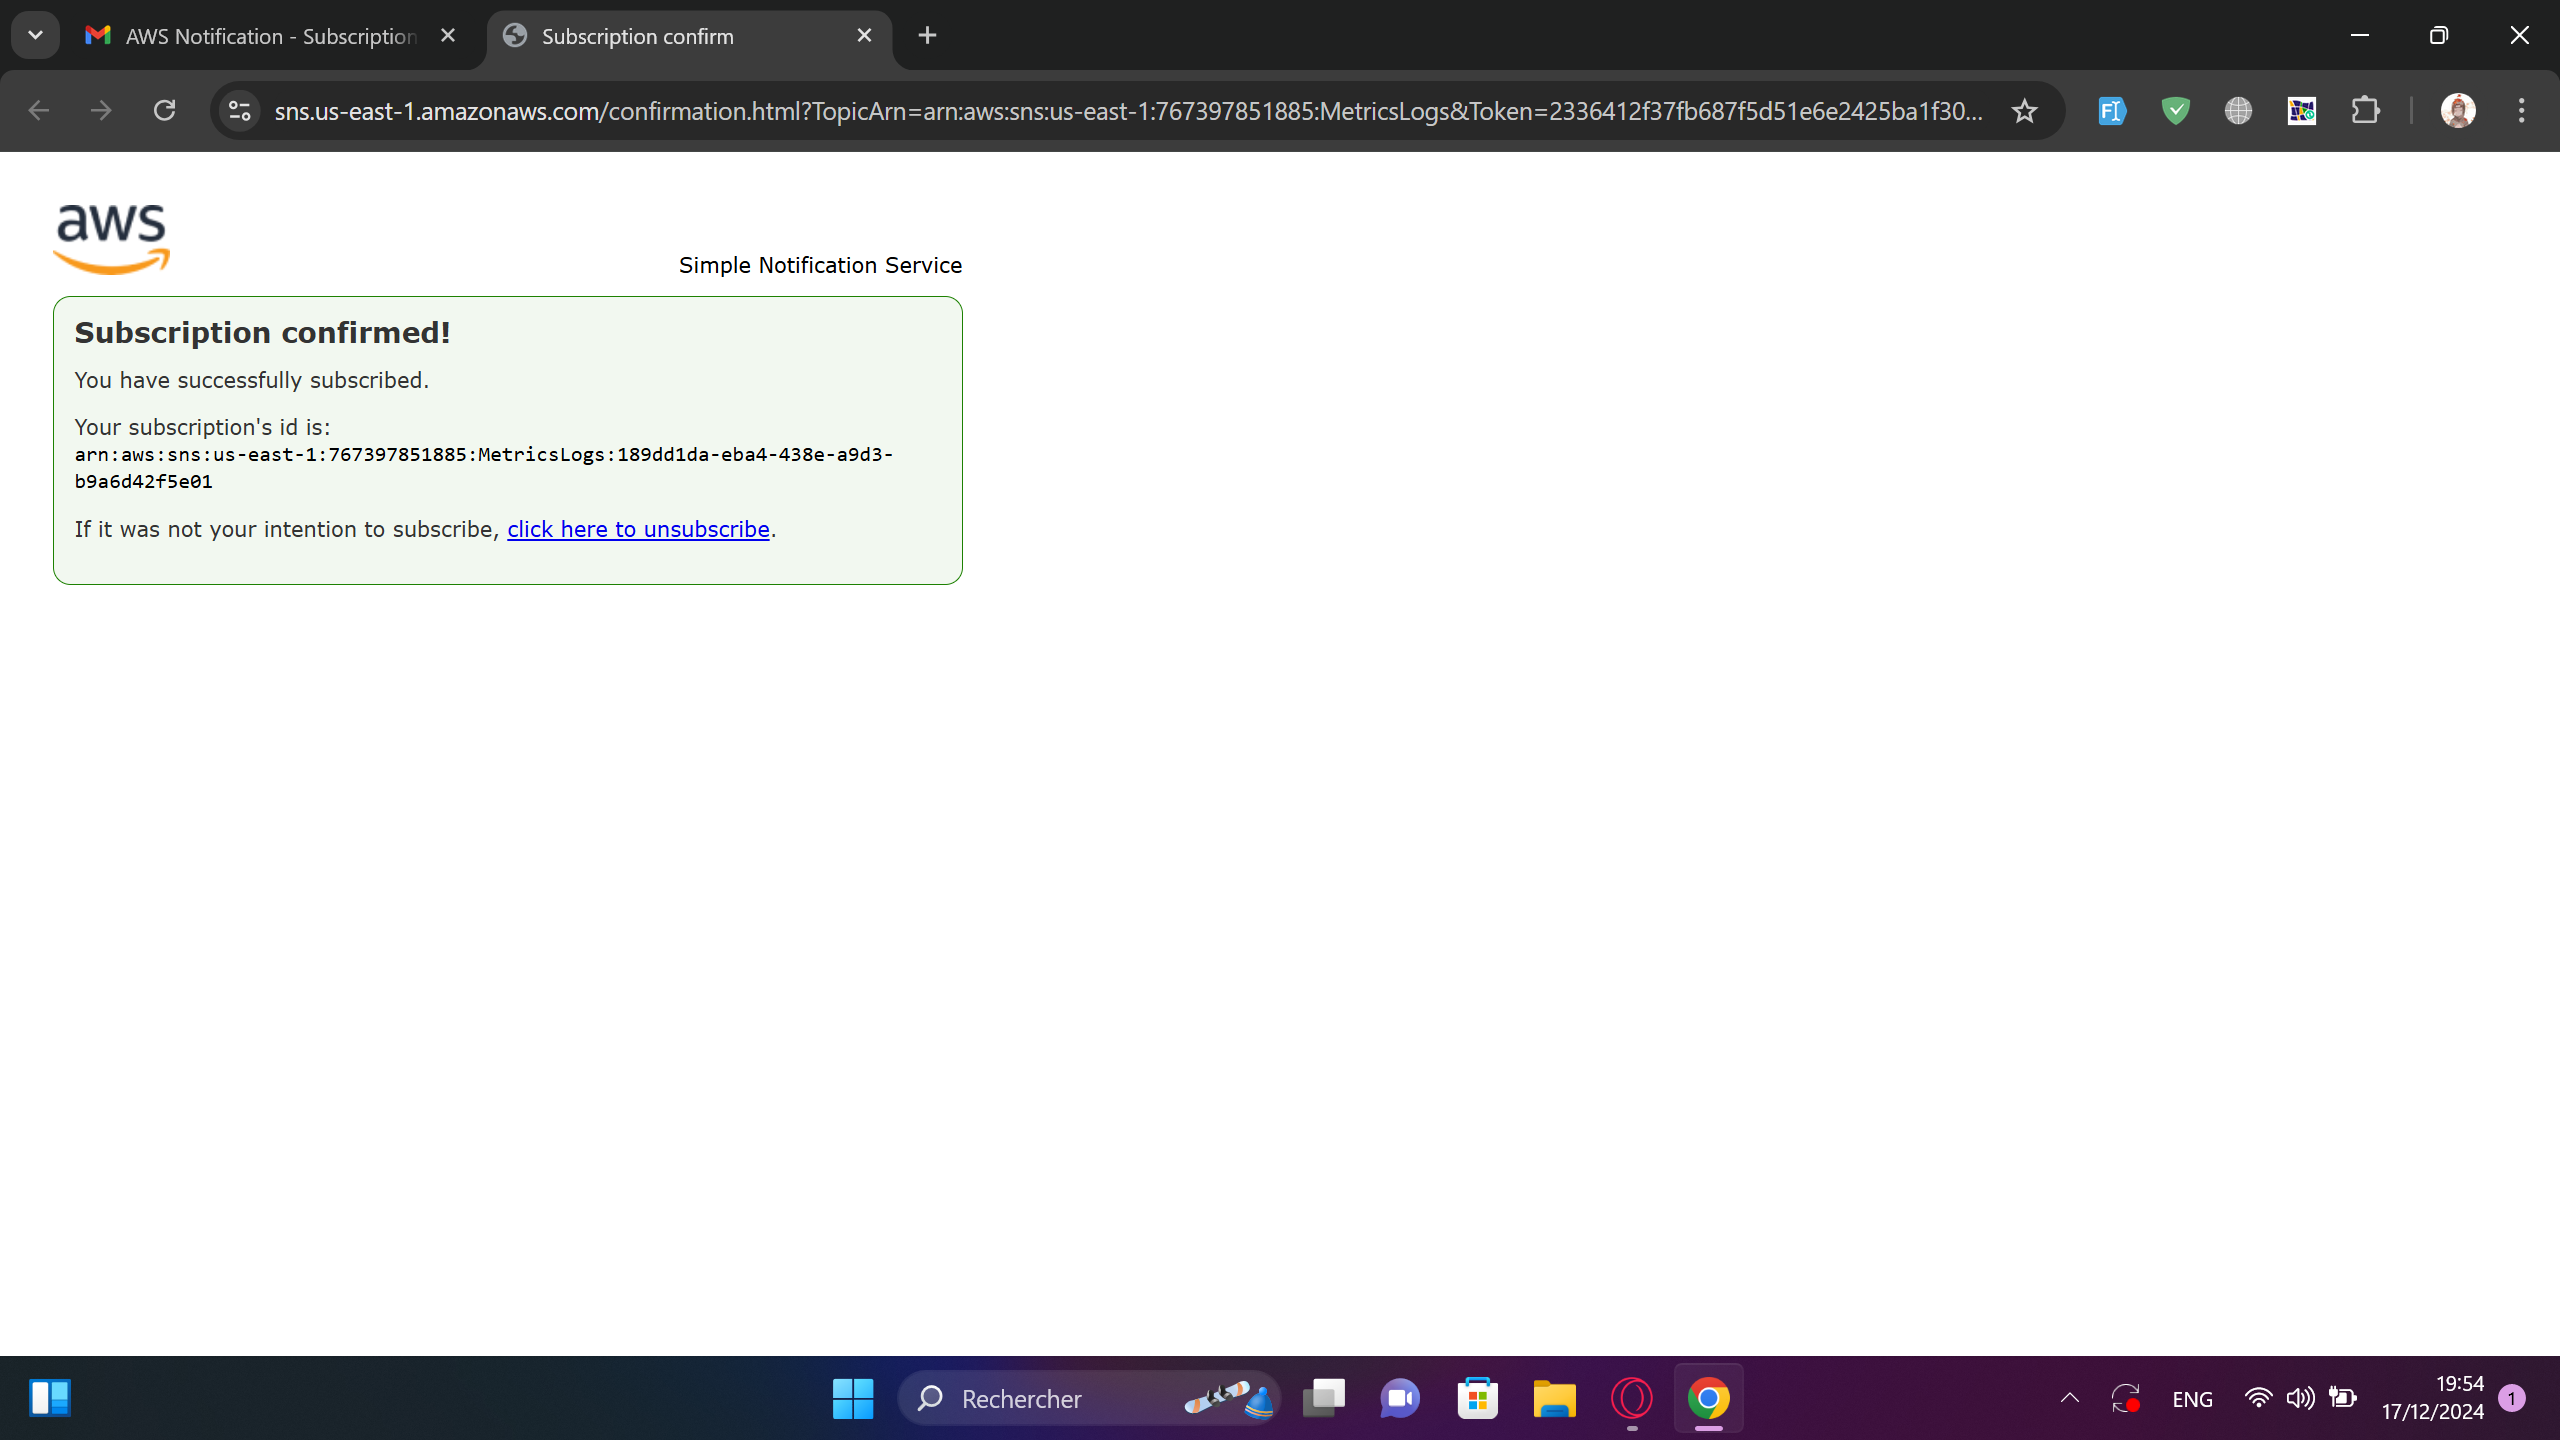 AWS Notification - Subscription
Subscription confirm
sns.us-east-1.amazonaws.com/confirmation.html?TopicArn=arn:aws:sns:us-east-1:767397851885:MetricsLogs&Token=2336412f37fb687f5d51e6e2425ba1f30...
aws
Simple Notification Service
Subscription confirmed!
You have successfully subscribed.
Your subscription's id is:
arn:aws:sns:us-east-1:767397851885:MetricsLogs:189dd1da-eba4-438e-a9d3-
b9a6d42f5e01
If it was not your intention to subscribe, click here to unsubscribe.
Rechercher
ENG
19:54
17/12/2024
1